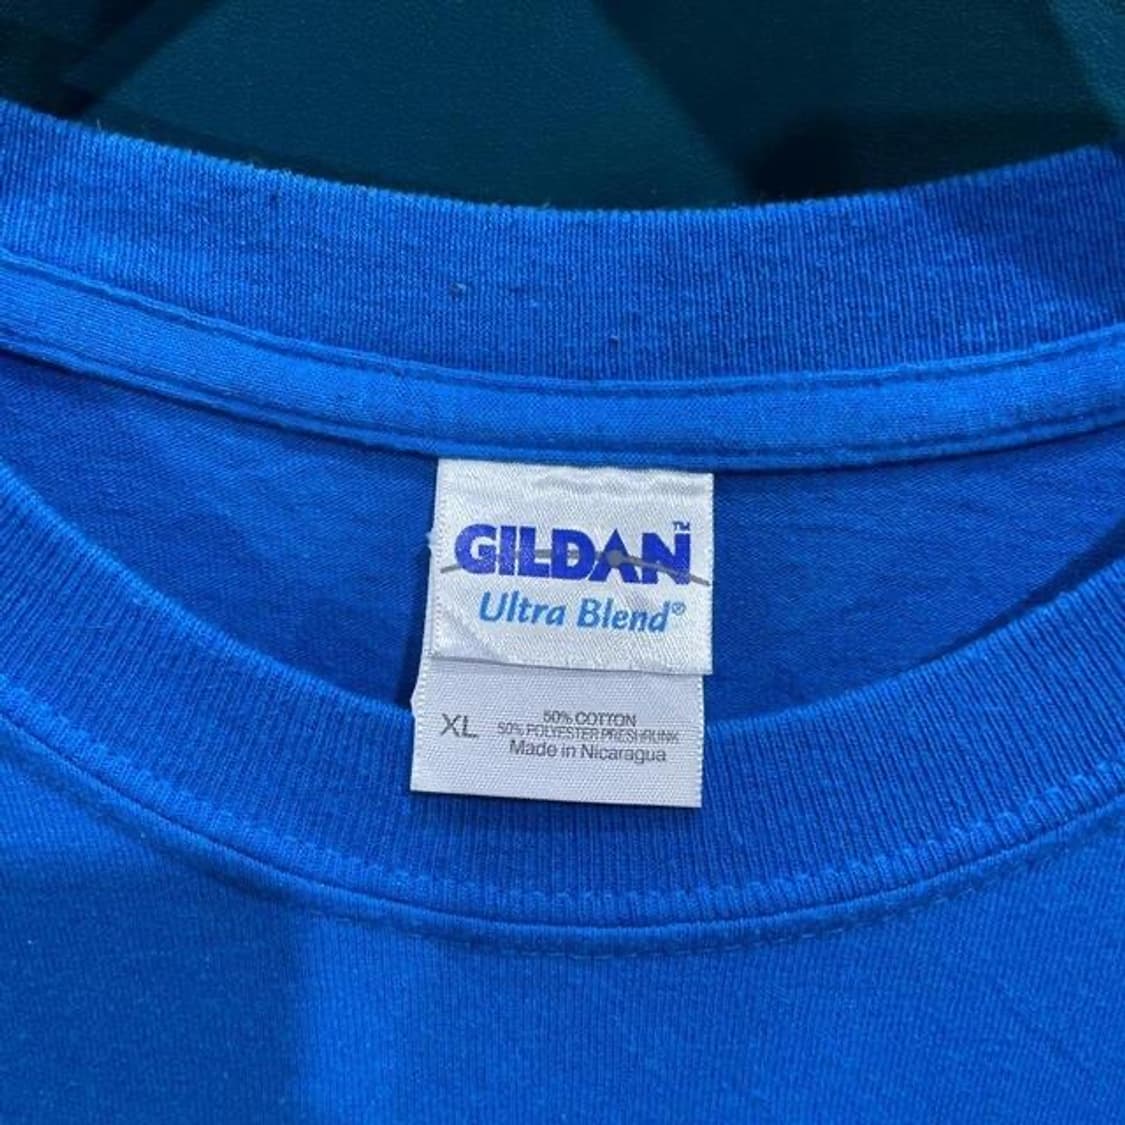 GILDAN™
Ultra Blend®
XL
50% COTTON
50% POLYESTER PRESHRUNK
Made in Nicaragua